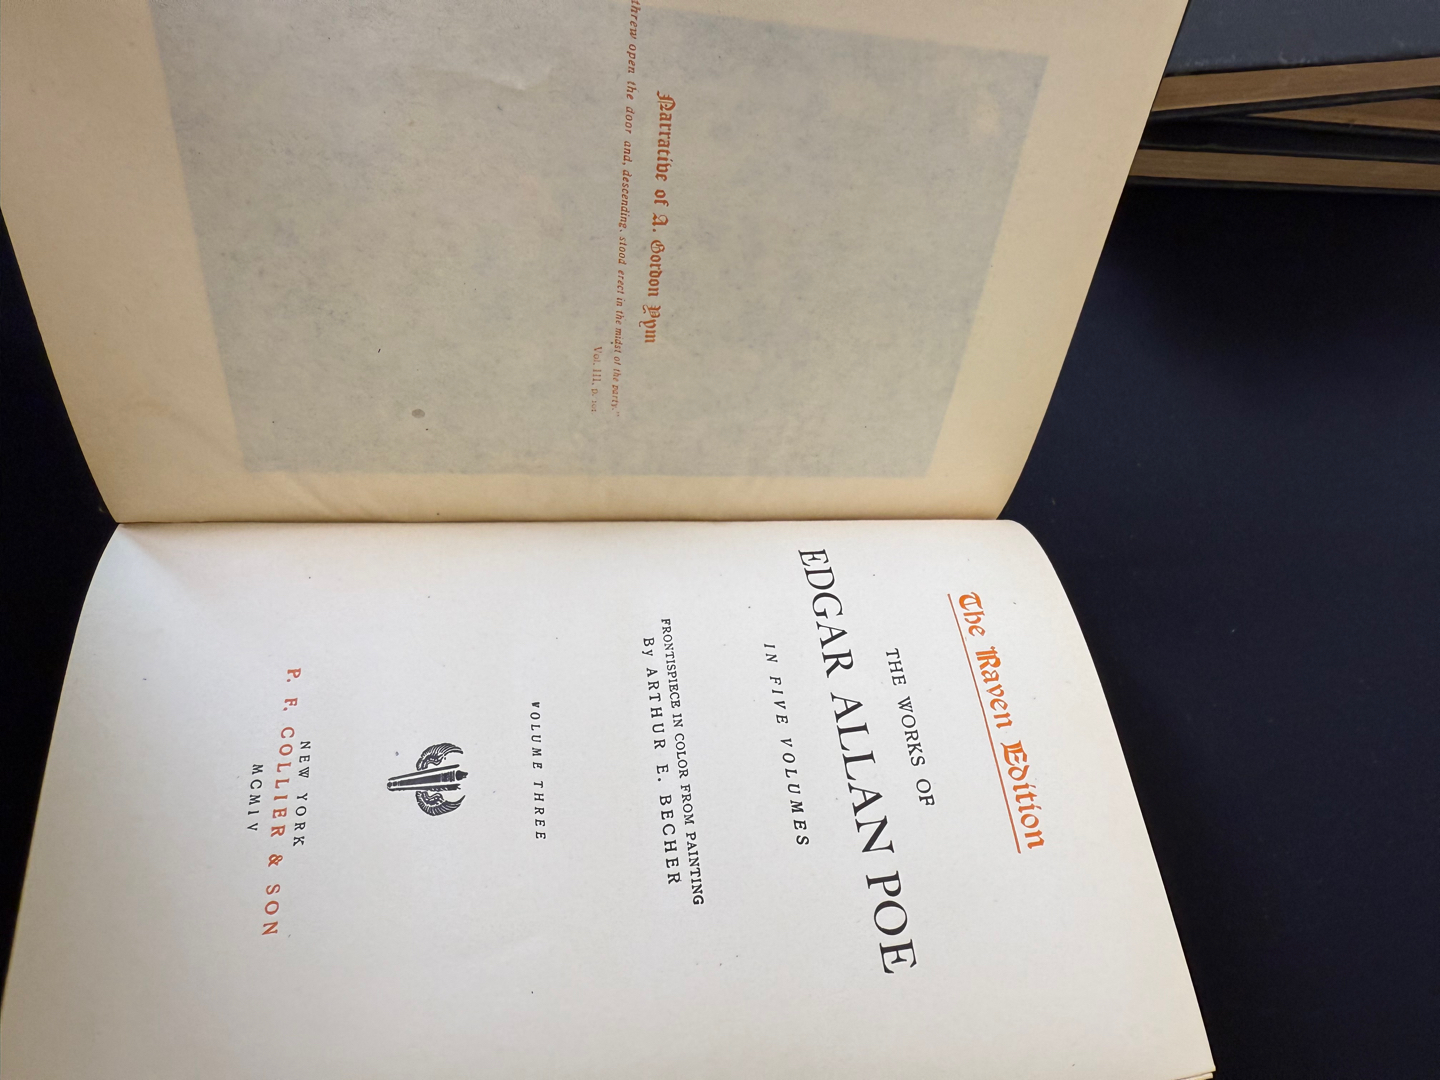 Narrative of A. Gordon Pym
threw open the door and, descending, stood erect in the midst of the party."
Vol. III, p.
The Raven Edition
THE WORKS OF
EDGAR ALLAN POE
IN FIVE VOLUMES
FRONTISPIECE IN COLOR FROM PAINTING
By ARTHUR E. BECHER
VOLUME THREE
NEW YORK
P. F. COLLIER & SON
MCMIV